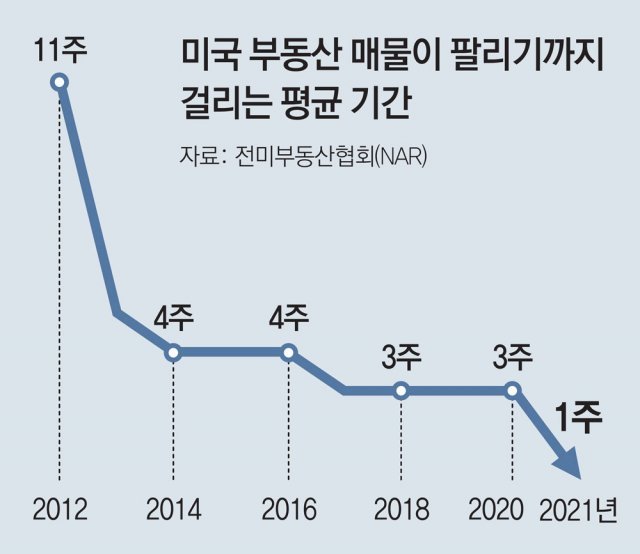 미국 부동산 매물이 팔리기까지
걸리는 평균 기간
자료: 전미부동산협회(NAR)
11주
4주
4주
3주
3주
1주
2012
2014
2016
2018
2020
2021년